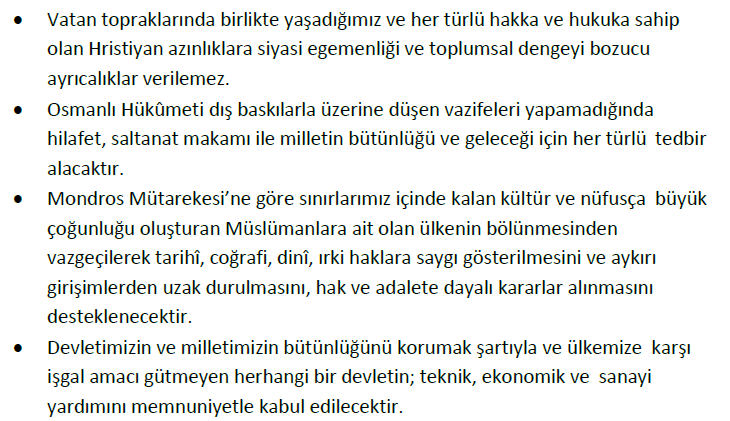 • Vatan topraklarında birlikte yaşadığımız ve her türlü hakka ve hukuka sahip
olan Hristiyan azınlıklara siyasi egemenliği ve toplumsal dengeyi bozucu
ayrıcalıklar verilemez.
• Osmanlı Hükûmeti dış baskılarla üzerine düşen vazifeleri yapamadığında
hilafet, saltanat makamı ile milletin bütünlüğü ve geleceği için her türlü tedbir
alacaktır.
• Mondros Mütarekesi’ne göre sınırlarımız içinde kalan kültür ve nüfusça büyük
çoğunluğu oluşturan Müslümanlara ait olan ülkenin bölünmesinden
vazgeçilerek tarihî, coğrafi, dinî, ırki haklara saygı gösterilmesini ve aykırı
girişimlerden uzak durulmasını, hak ve adalete dayalı kararlar alınmasını
desteklenecektir.
• Devletimizin ve milletimizin bütünlüğünü korumak şartıyla ve ülkemize karşı
işgal amacı gütmeyen herhangi bir devletin; teknik, ekonomik ve sanayi
yardımını memnuniyetle kabul edilecektir.